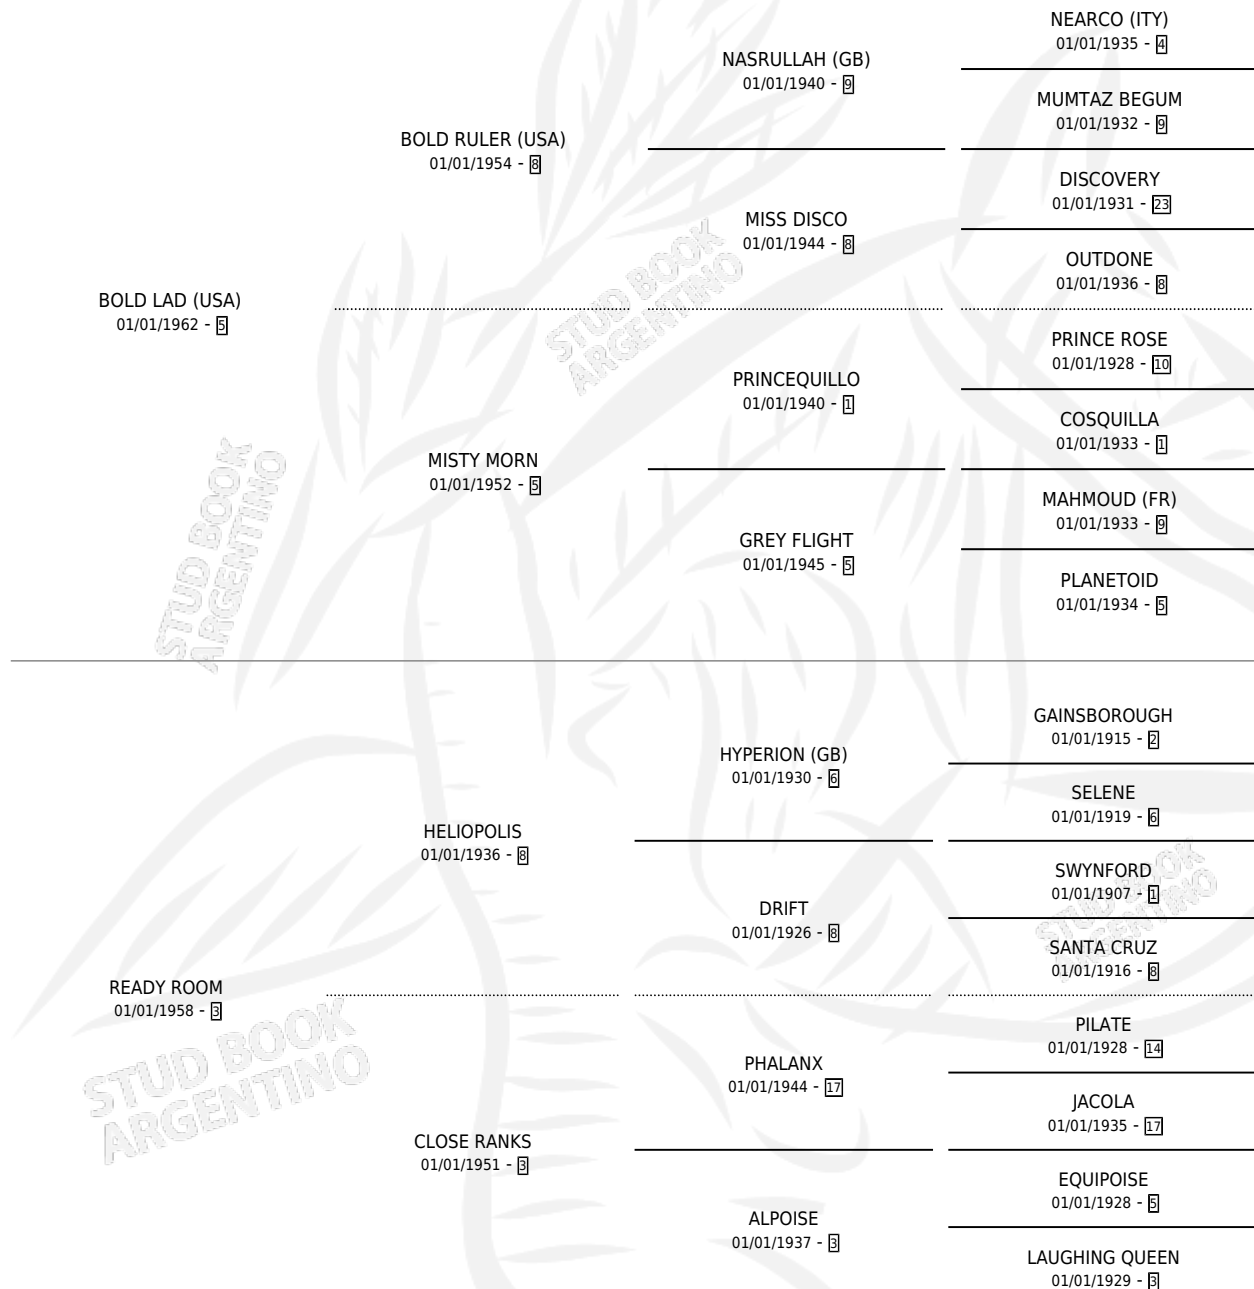 NEARCO (ITY)
01/01/1935 - 4
NASRULLAH (GB)
01/01/1940 - 9
MUMTAZ BEGUM
01/01/1932 - 9
BOLD RULER (USA)
01/01/1954 - 8
DISCOVERY
01/01/1931 - 23
MISS DISCO
01/01/1944 - 8
OUTDONE
01/01/1936 - 8
BOLD LAD (USA)
01/01/1962 - 5
STUD BOOK
ARGENTINO
PRINCE ROSE
01/01/1928 - 10
PRINCEQUILLO
01/01/1940 - 1
COSQUILLA
01/01/1933 - 1
MISTY MORN
01/01/1952 - 5
MAHMOUD (FR)
01/01/1933 - 9
GREY FLIGHT
01/01/1945 - 5
PLANETOID
01/01/1934 - 5
STUD BOOK
ARGENTINO
GAINSBOROUGH
01/01/1915 - 2
HYPERION (GB)
01/01/1930 - 6
SELENE
01/01/1919 - 6
HELIOPOLIS
01/01/1936 - 8
SWYNFORD
01/01/1907 - 1
DRIFT
01/01/1926 - 8
STUD BOOK
ARGENTINO
SANTA CRUZ
01/01/1916 - 8
READY ROOM
01/01/1958 - 3
STUD BOOK
ARGENTINO
PILATE
01/01/1928 - 14
PHALANX
01/01/1944 - 17
JACOLA
01/01/1935 - 17
CLOSE RANKS
01/01/1951 - 3
EQUIPOISE
01/01/1928 - 5
ALPOISE
01/01/1937 - 3
LAUGHING QUEEN
01/01/1929 - 3